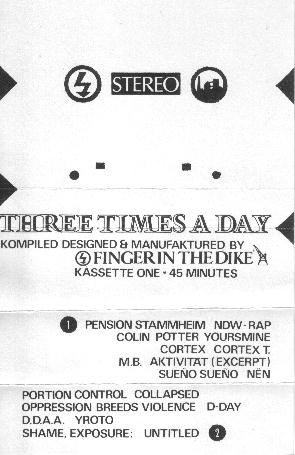 STEREO
THREE TIMES A DAY
KOMPILED DESIGNED & MANUFAKTURED BY
FINGER IN THE DIKE
KASSETTE ONE • 45 MINUTES
1 PENSION STAMMHEIM NDW-RAP
COLIN POTTER YOURSMINE
CORTEX CORTEX T.
M.B. AKTIVITAT (EXCERPT)
SUEÑO SUEÑO NËN
PORTION CONTROL COLLAPSED
OPPRESSION BREEDS VIOLENCE D-DAY
D.D.A.A. YROTO
SHAME, EXPOSURE: UNTITLED 2